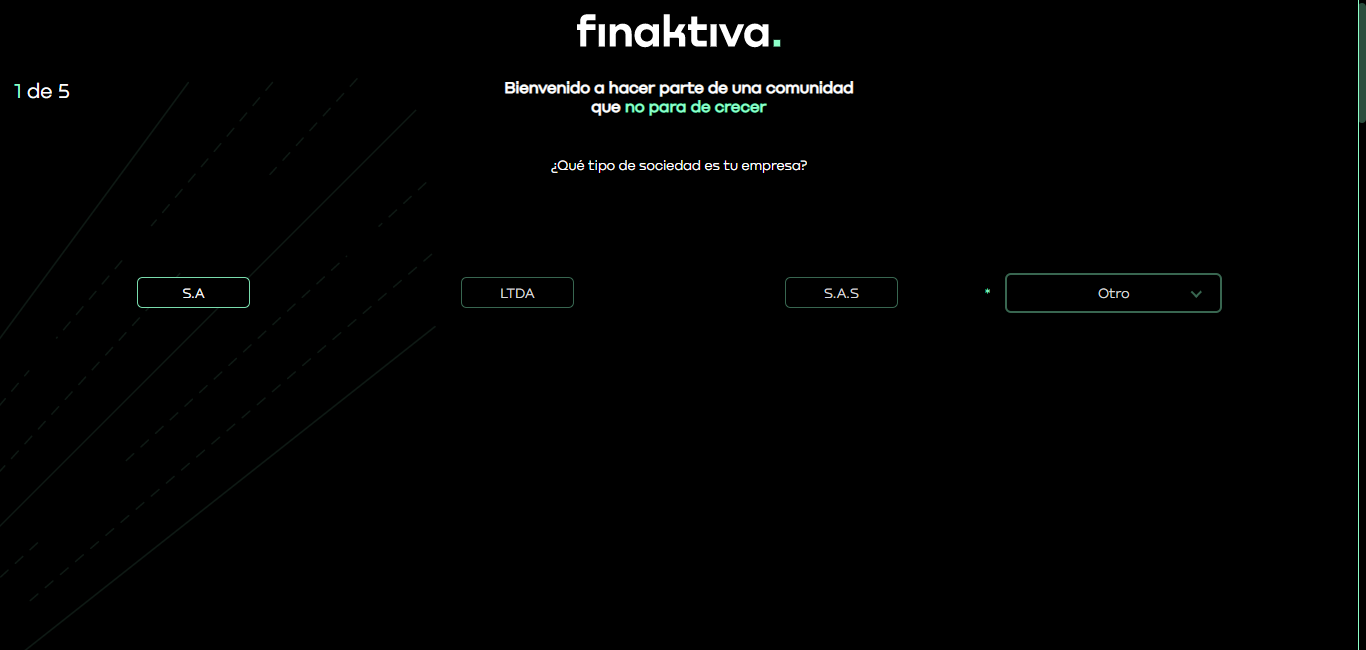 finaktiva.
1 de 5
Bienvenido a hacer parte de una comunidad
que no para de crecer
¿Qué tipo de sociedad es tu empresa?
S.A
LTDA
S.A.S
* Otro